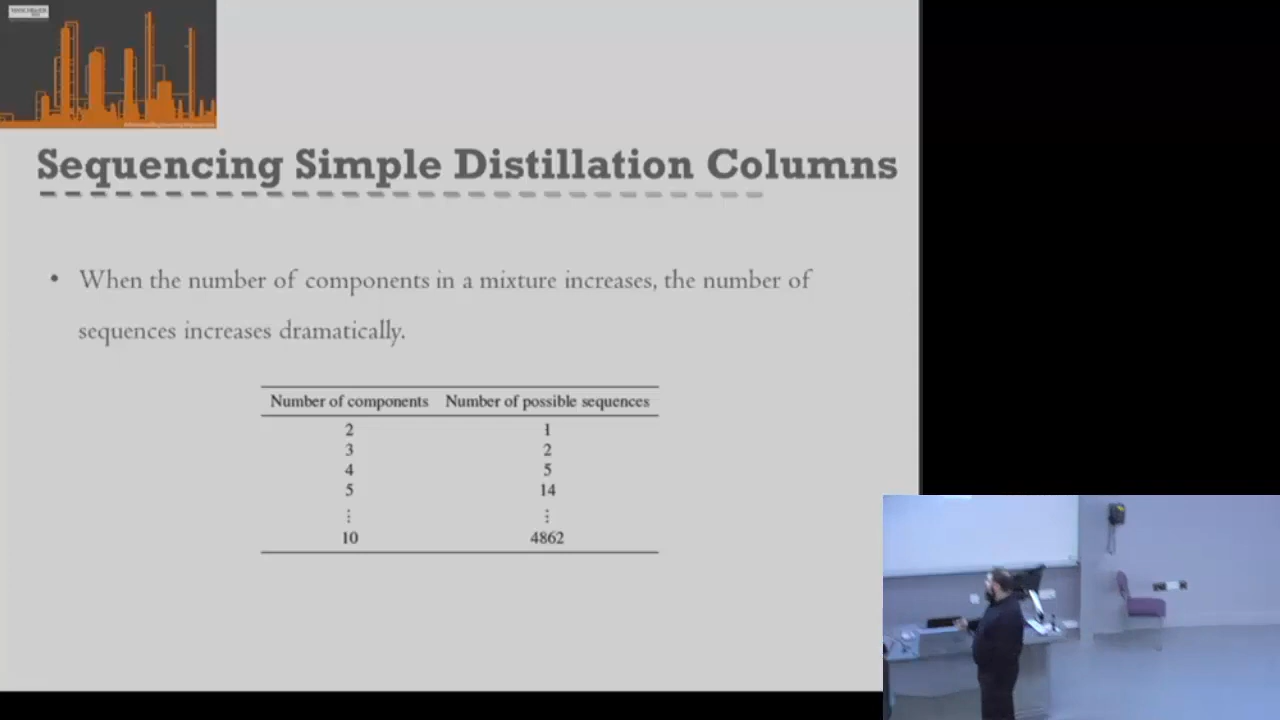 Sequencing Simple Distillation Columns
• When the number of components in a mixture increases, the number of
sequences increases dramatically.
Number of components Number of possible sequences
2 1
3 2
4 5
5 14
⋮ ⋮
10 4862